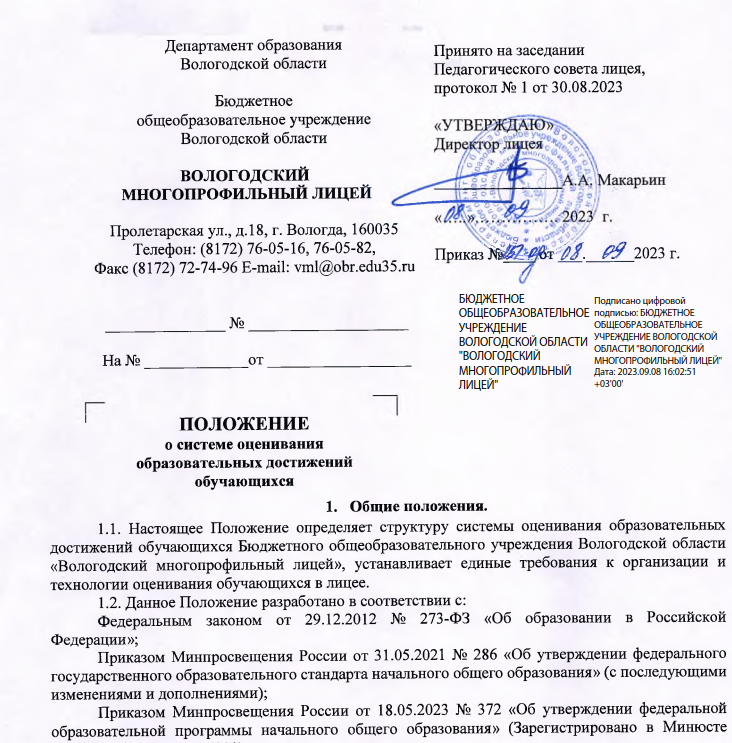 Департамент образования
Вологодской области
Бюджетное
общеобразовательное учреждение
Вологодской области
ВОЛОГОДСКИЙ
МНОГОПРОФИЛЬНЫЙ ЛИЦЕЙ
Пролетарская ул., д.18, г. Вологда, 160035
Телефон: (8172) 76-05-16, 76-05-82,
Факс (8172) 72-74-96 E-mail: vml@obr.edu35.ru
_______________ № ____________________
На № _____________от __________________
Принято на заседании
Педагогического совета лицея,
протокол № 1 от 30.08.2023
«УТВЕРЖДАЮ»
Директор лицея
________________А.А. Макарьин
«08»  09  2023 г.
Приказ № от 08.09 2023 г.
БЮДЖЕТНОЕ
ОБЩЕОБРАЗОВАТЕЛЬНОЕ
УЧРЕЖДЕНИЕ
ВОЛОГОДСКОЙ ОБЛАСТИ
"ВОЛОГОДСКИЙ
МНОГОПРОФИЛЬНЫЙ
ЛИЦЕЙ"
Подписано цифровой
подписью: БЮДЖЕТНОЕ
ОБЩЕОБРАЗОВАТЕЛЬНОЕ
УЧРЕЖДЕНИЕ ВОЛОГОДСКОЙ
ОБЛАСТИ "ВОЛОГОДСКИЙ
МНОГОПРОФИЛЬНЫЙ ЛИЦЕЙ"
Дата: 2023.09.08 16:02:51
+03'00'
ПОЛОЖЕНИЕ
о системе оценивания
образовательных достижений
обучающихся
1. Общие положения.
1.1. Настоящее Положение определяет структуру системы оценивания образовательных
достижений обучающихся Бюджетного общеобразовательного учреждения Вологодской области
«Вологодский многопрофильный лицей», устанавливает единые требования к организации и
технологии оценивания обучающихся в лицее.
1.2. Данное Положение разработано в соответствии с:
Федеральным законом от 29.12.2012 № 273-ФЗ «Об образовании в Российской
Федерации»;
Приказом Минпросвещения России от 31.05.2021 № 286 «Об утверждении федерального
государственного образовательного стандарта начального общего образования» (с последующими
изменениями и дополнениями);
Приказом Минпросвещения России от 18.05.2023 № 372 «Об утверждении федеральной
образовательной программы начального общего образования» (Зарегистрировано в Минюсте